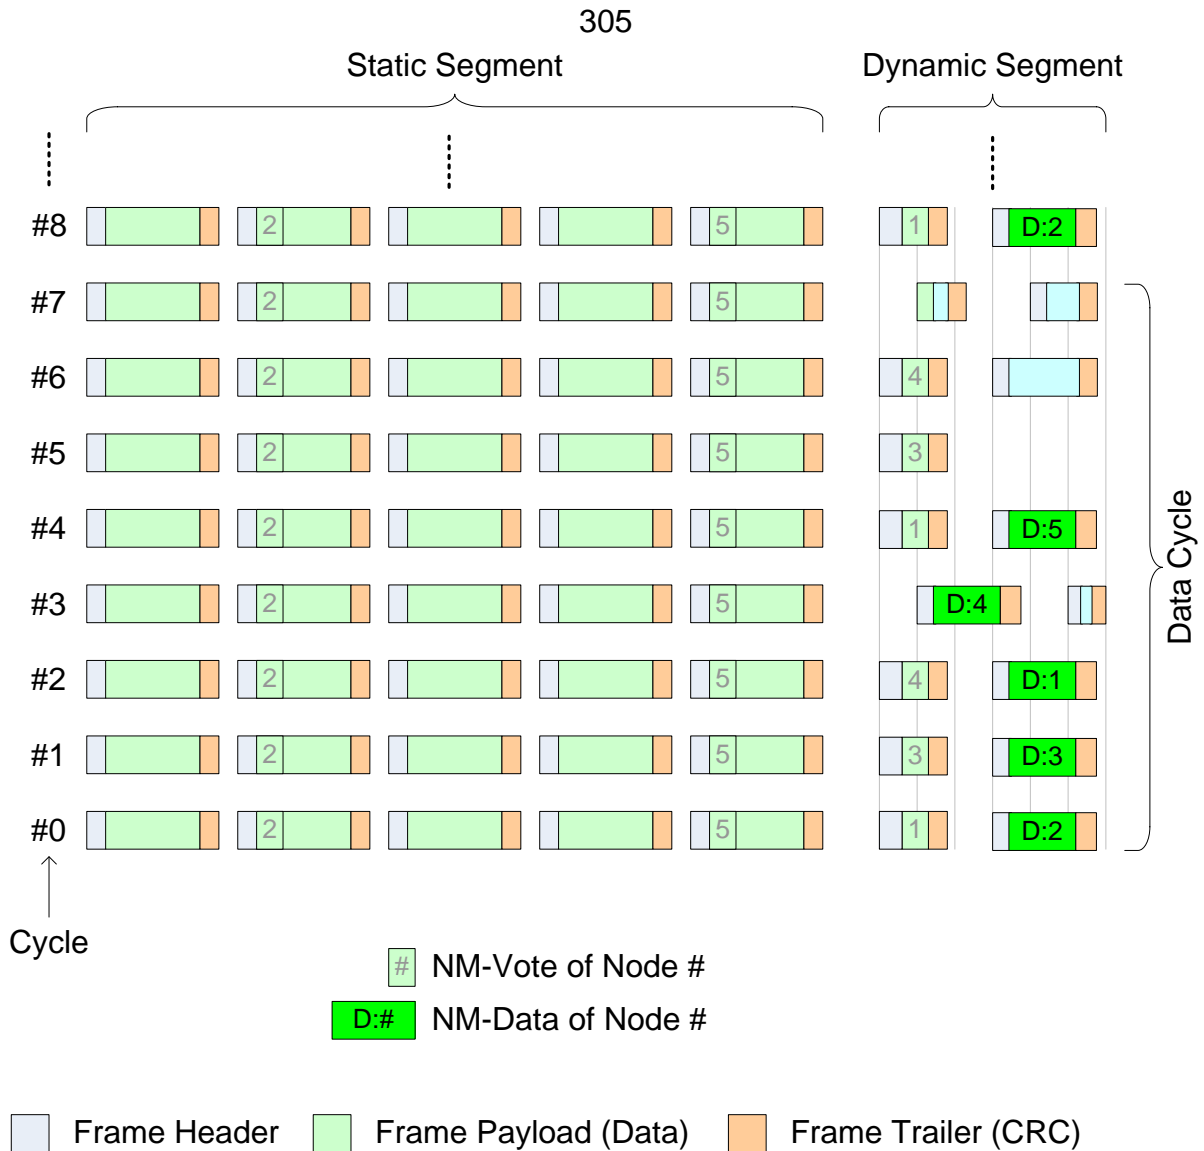 305
Static Segment Dynamic Segment
#8 2 5 1 D:2
#7 2 5
#6 2 5 4
#5 2 5 3
#4 2 5 1 D:5
#3 2 5 D:4
#2 2 5 4 D:1
#1 2 5 3 D:3
#0 2 5 1 D:2
Data Cycle
Cycle
# NM-Vote of Node #
D:# NM-Data of Node #
Frame Header Frame Payload (Data) Frame Trailer (CRC)